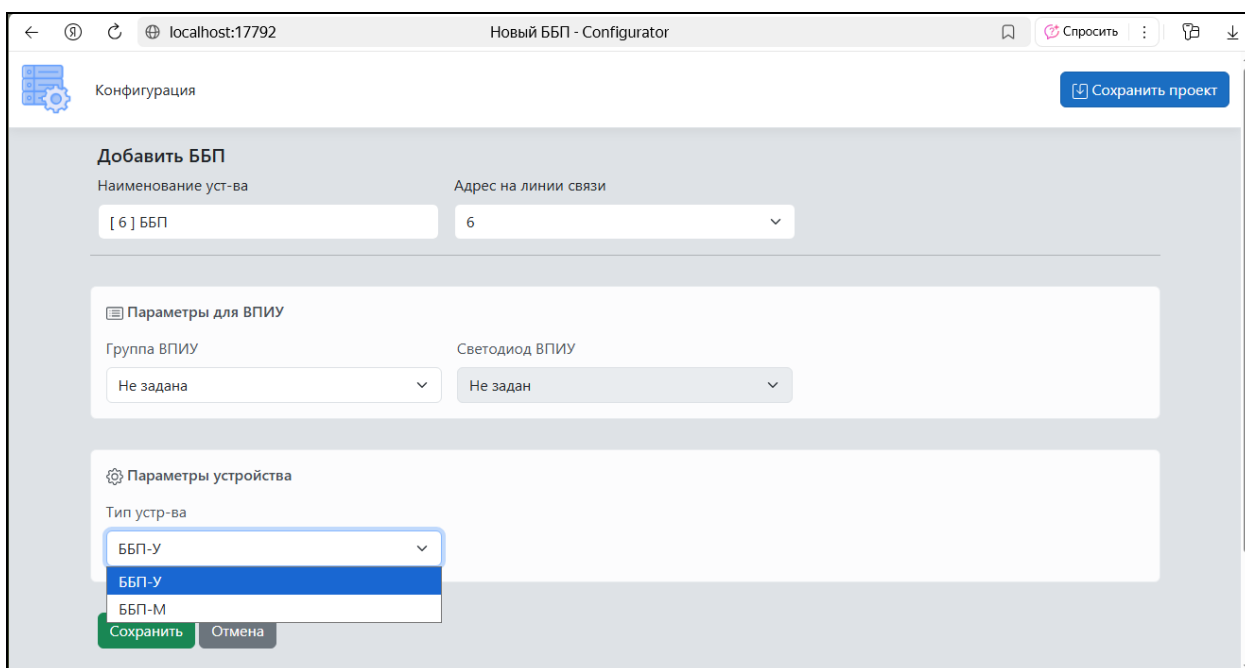 localhost:17792 Новый ББП - Configurator Спросить
Конфигурация Сохранить проект
Добавить ББП
Наименование уст-ва Адрес на линии связи
[ 6 ] ББП 6
Параметры для ВПИУ
Группа ВПИУ Светодиод ВПИУ
Не задана Не задан
Параметры устройства
Тип устр-ва
ББП-У
ББП-У
ББП-М
Сохранить Отмена